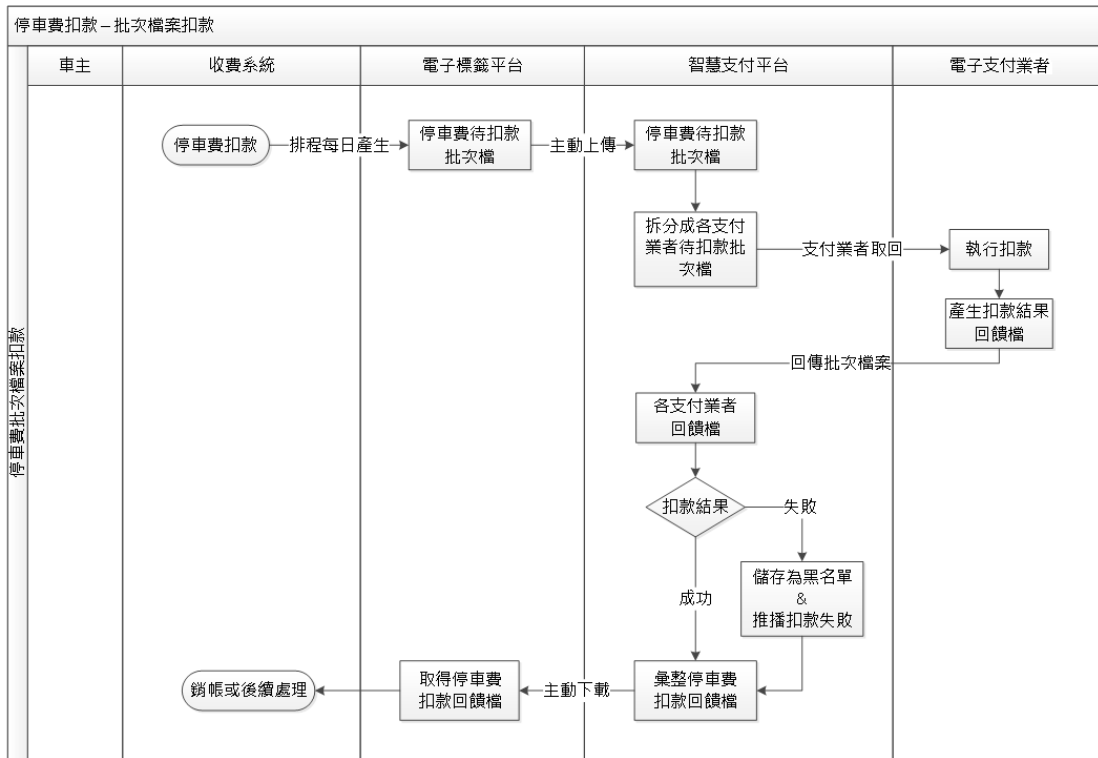 停車費扣款－批次檔案扣款
車主
收費系統
電子標籤平台
智慧支付平台
電子支付業者
停車費批次檔案扣款
停車費扣款
排程每日產生
停車費待扣款
批次檔
主動上傳
停車費待扣款
批次檔
拆分成各支付
業者待扣款批
次檔
支付業者取回
執行扣款
產生扣款結果
回饋檔
回傳批次檔案
各支付業者
回饋檔
扣款結果
失敗
成功
儲存為黑名單
&
推播扣款失敗
彙整停車費
扣款回饋檔
主動下載
取得停車費
扣款回饋檔
銷帳或後續處理